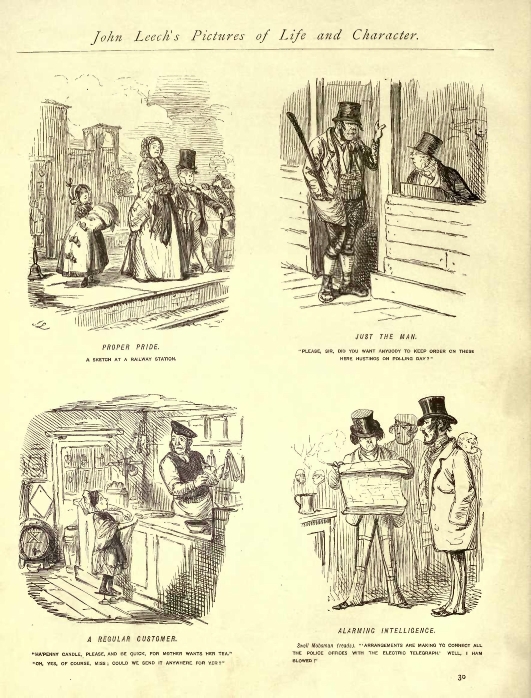 John Leech's Pictures of Life and Character.
PROPER PRIDE.
A SKETCH AT A RAILWAY STATION.
JUST THE MAN.
"PLEASE, SIR, DID YOU WANT ANYBODY TO KEEP ORDER ON THESE
HERE HUSTINGS ON POLLING DAY?"
A REGULAR CUSTOMER.
"HA'PENNY CANDLE, PLEASE, AND BE QUICK, FOR MOTHER WANTS HER TEA."
"OH, YES, OF COURSE, MISS; COULD WE SEND IT ANYWHERE FOR YER?"
ALARMING INTELLIGENCE.
Swell Mobsman (reads). "ARRANGEMENTS ARE MAKING TO CONNECT ALL
THE POLICE OFFICES WITH THE ELECTRIC TELEGRAPH." WELL, I HAM
BLOWED!"
30